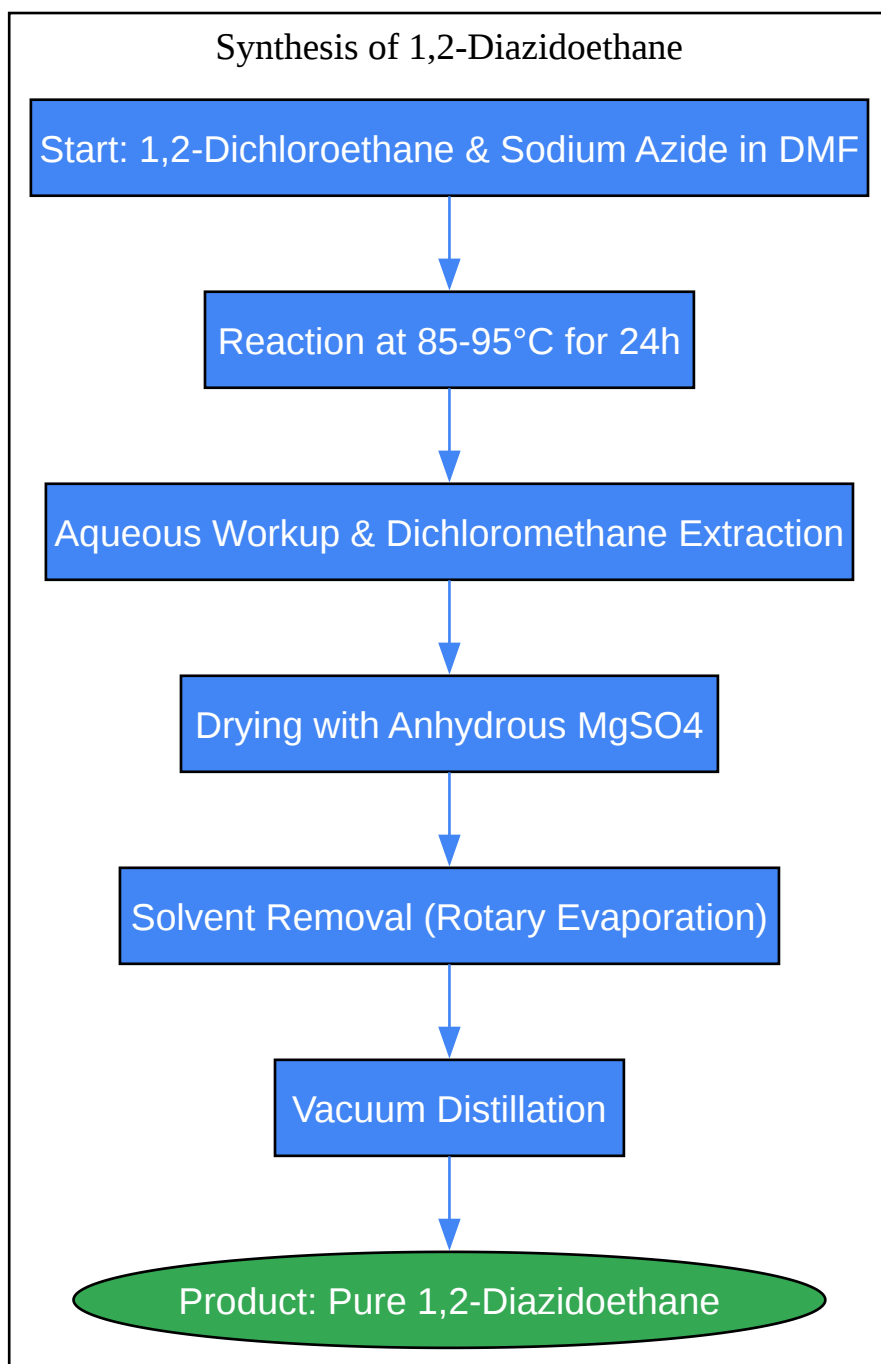 Synthesis of 1,2-Diazidoethane
Start: 1,2-Dichloroethane & Sodium Azide in DMF
Reaction at 85-95°C for 24h
Aqueous Workup & Dichloromethane Extraction
Drying with Anhydrous MgSO4
Solvent Removal (Rotary Evaporation)
Vacuum Distillation
Product: Pure 1,2-Diazidoethane